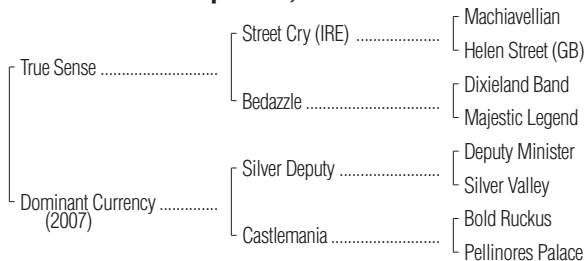 Machiavellian
Street Cry (IRE) ..................
Helen Street (GB)
True Sense .........................
Dixieland Band
Bedazzle ............................
Majestic Legend
Deputy Minister
Silver Deputy .....................
Silver Valley
Dominant Currency ............
(2007)
Bold Ruckus
Castlemania .......................
Pellinores Palace